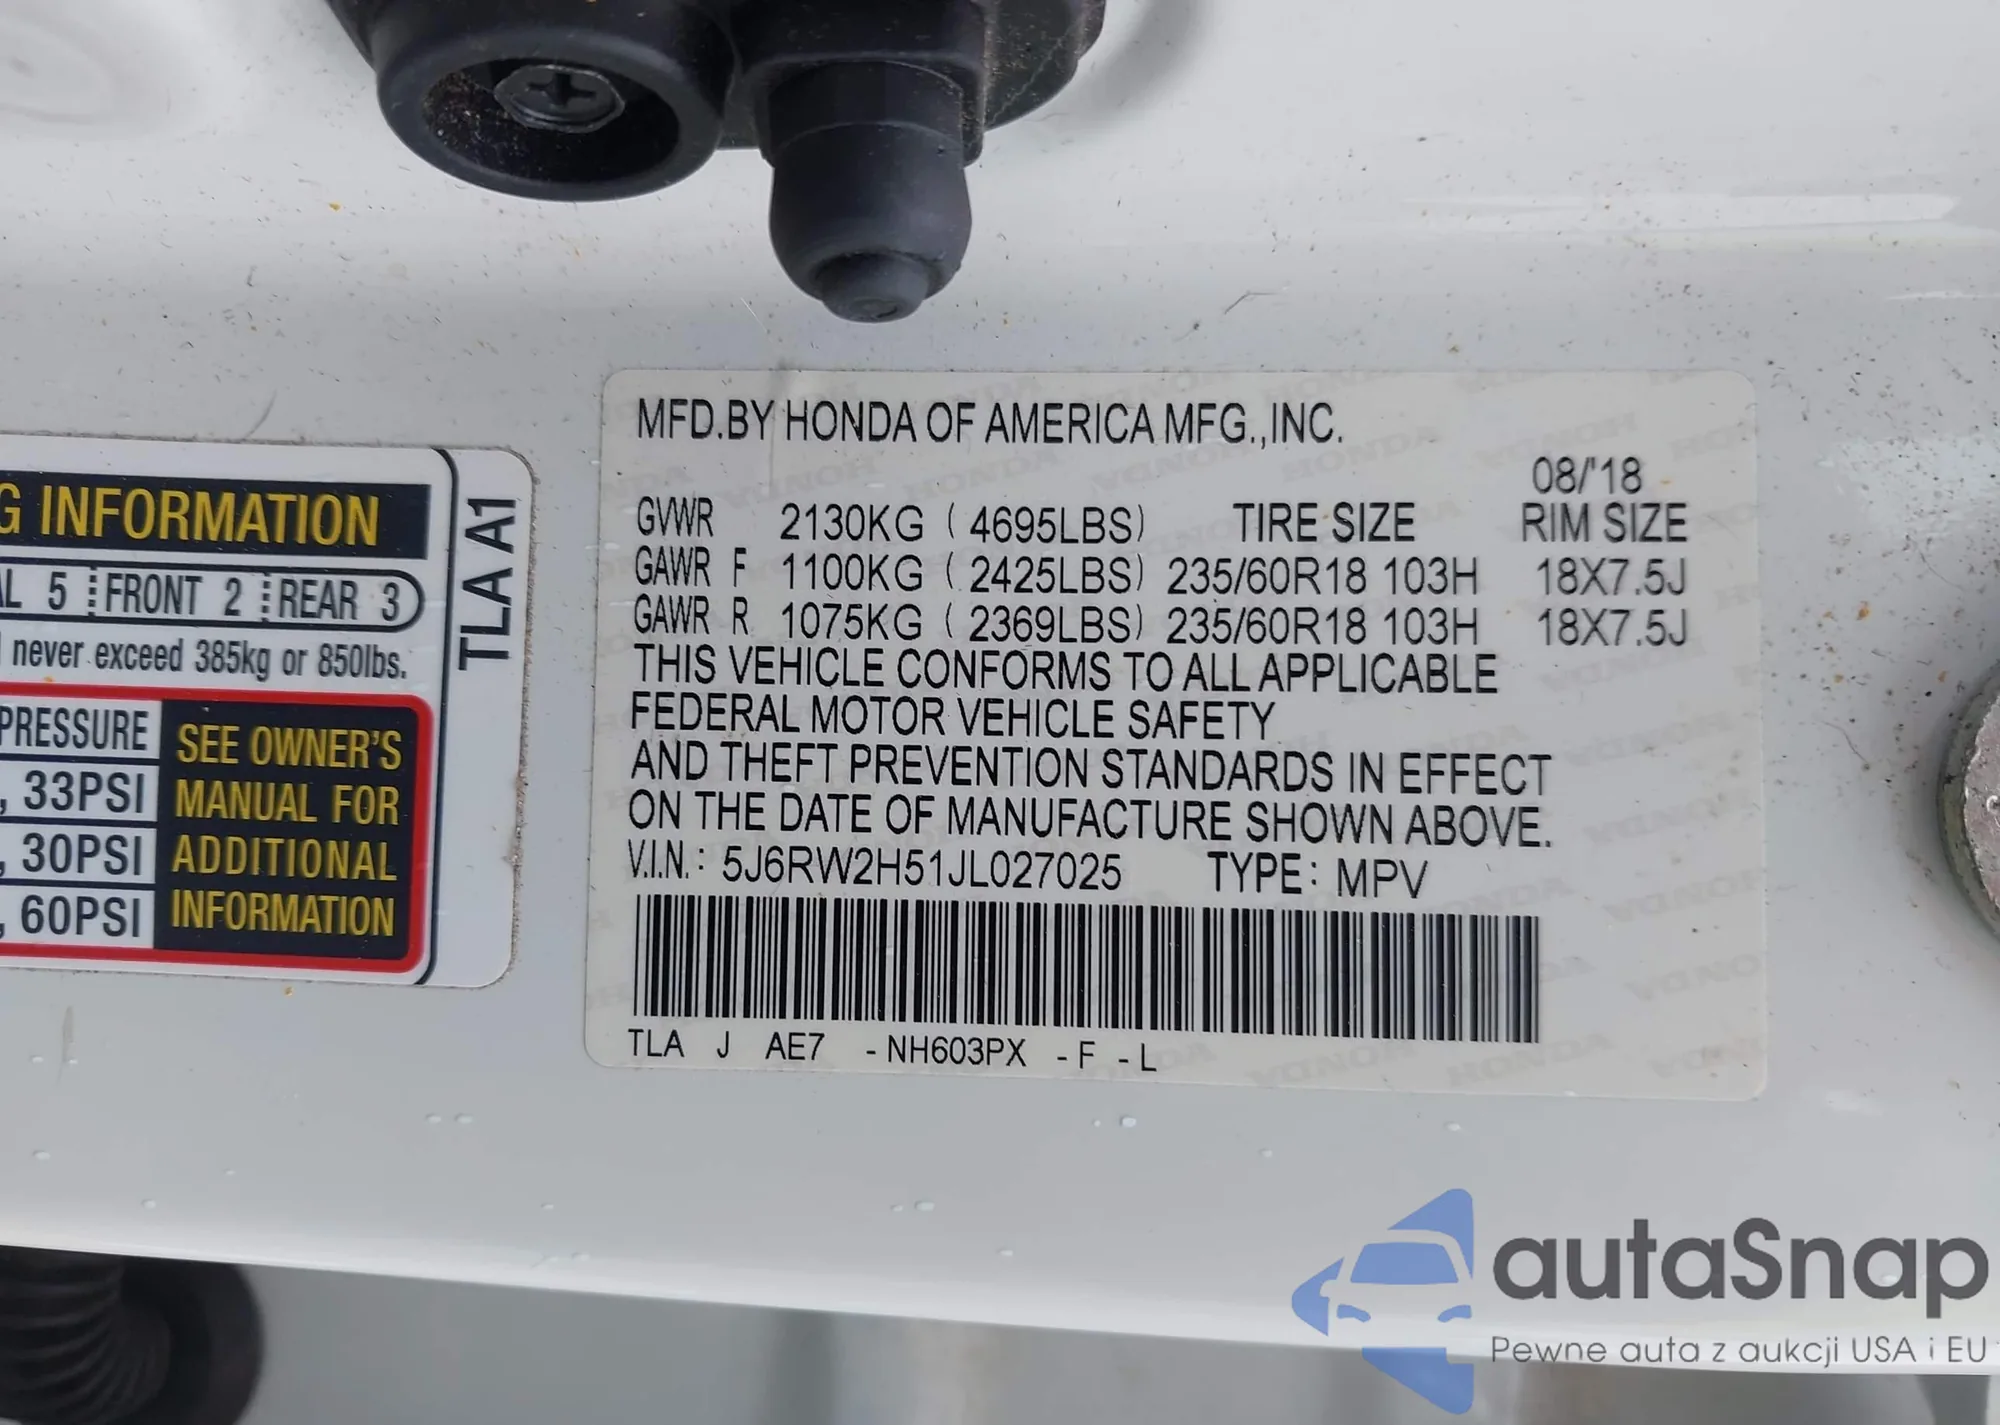 G INFORMATION
AL 5 FRONT 2 REAR 3
never exceed 385kg or 850lbs.
PRESSURE
, 33PSI
, 30PSI
, 60PSI
SEE OWNER'S
MANUAL FOR
ADDITIONAL
INFORMATION
TLA A1
MFD.BY HONDA OF AMERICA MFG.,INC.
08/'18
GVWR 2130KG ( 4695LBS) TIRE SIZE RIM SIZE
GAWR F 1100KG ( 2425LBS) 235/60R18 103H 18X7.5J
GAWR R 1075KG ( 2369LBS) 235/60R18 103H 18X7.5J
THIS VEHICLE CONFORMS TO ALL APPLICABLE
FEDERAL MOTOR VEHICLE SAFETY
AND THEFT PREVENTION STANDARDS IN EFFECT
ON THE DATE OF MANUFACTURE SHOWN ABOVE.
V.I.N.: 5J6RW2H51JL027025 TYPE: MPV
TLA J AE7 -NH603PX -F -L
autaSnap
Pewne auta z aukcji USA i EU